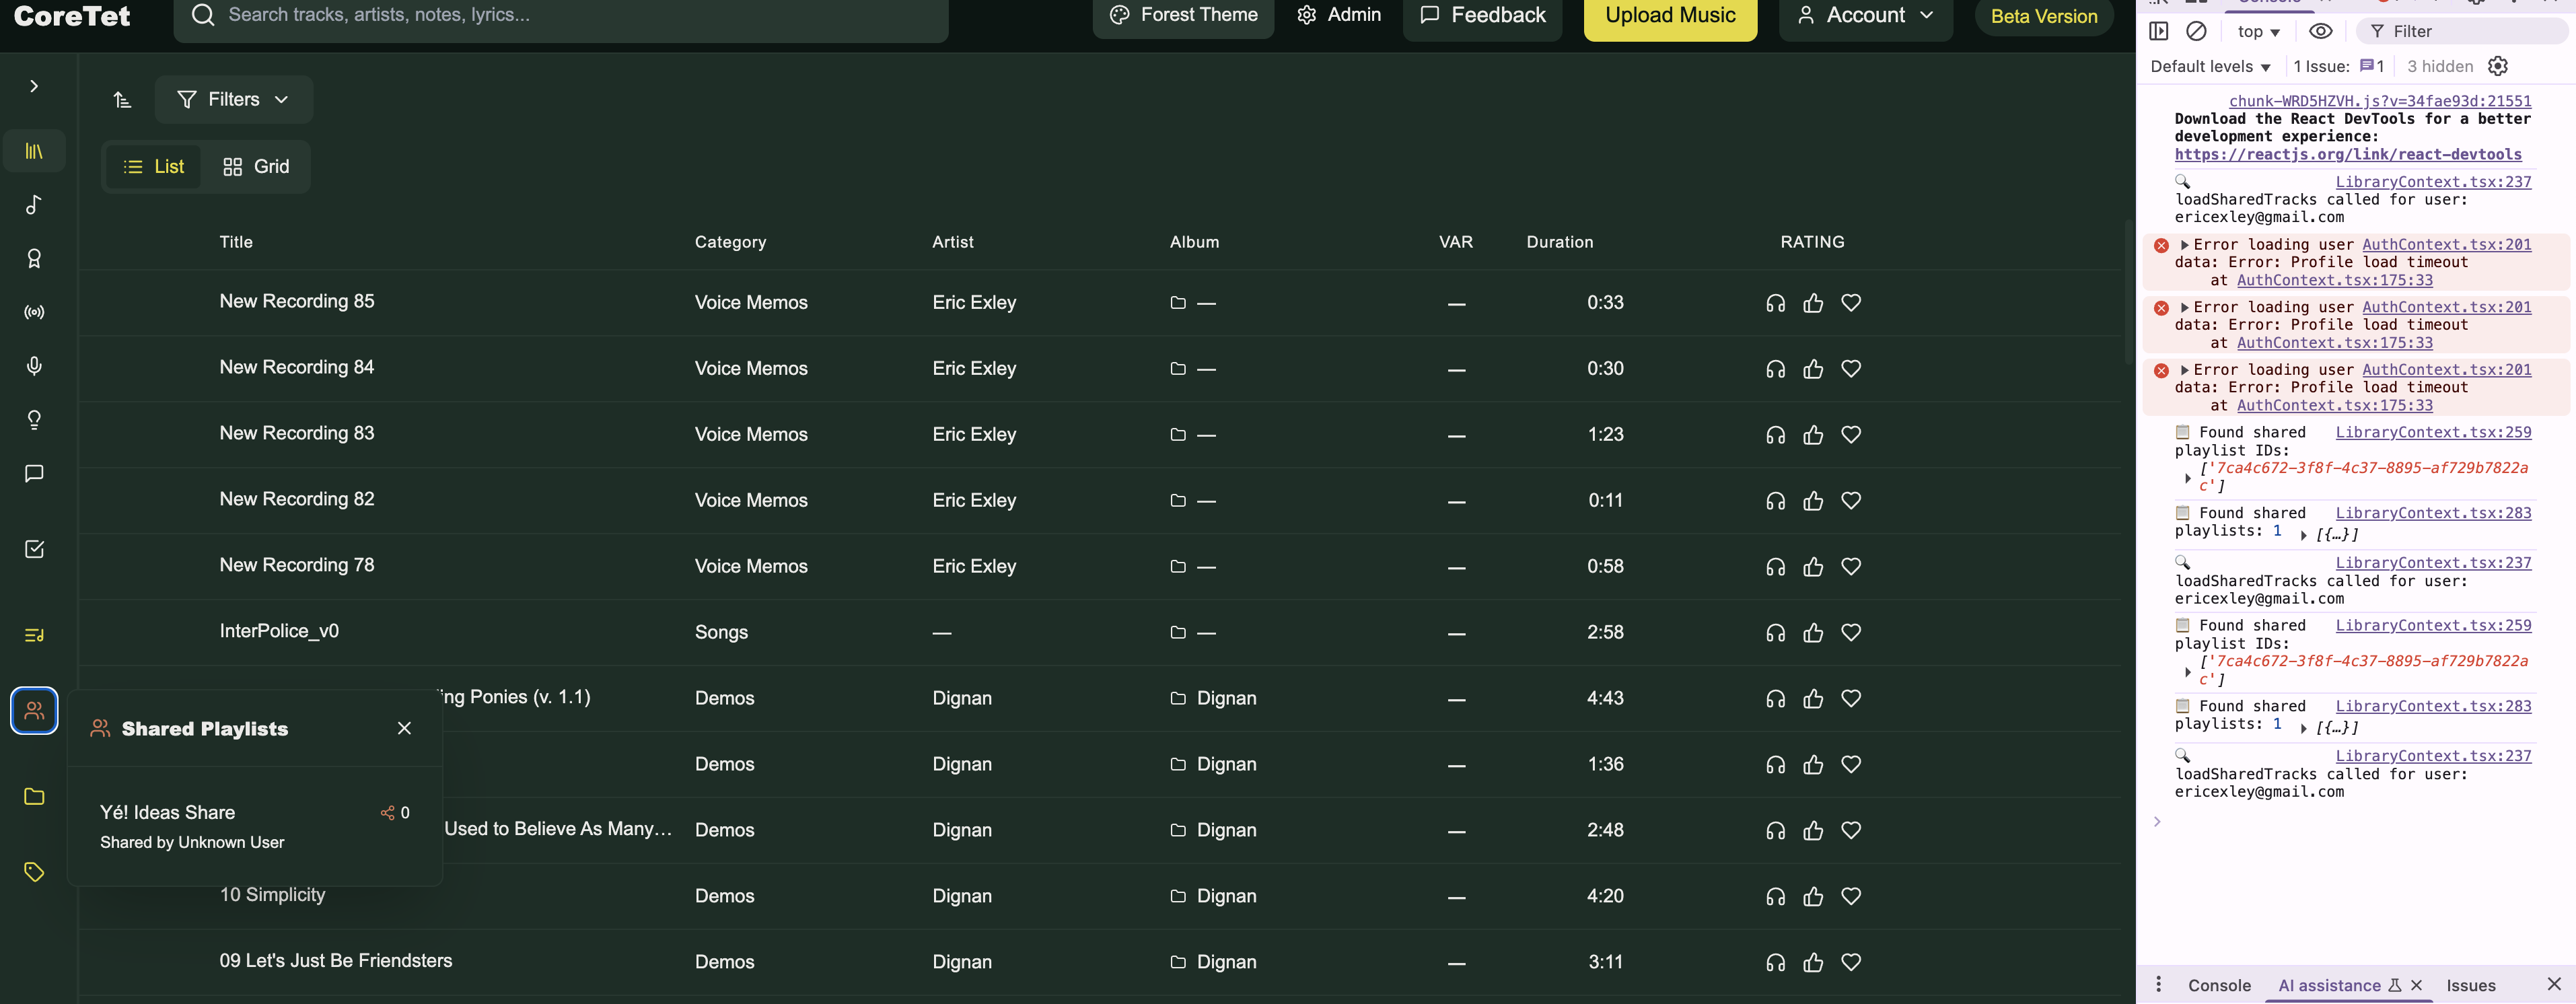 CoreTet
Search tracks, artists, notes, lyrics...
Forest Theme
Admin
Feedback
Upload Music
Account
Beta Version
Filters
List
Grid
Title Category Artist Album VAR Duration RATING
New Recording 85 Voice Memos Eric Exley — — 0:33
New Recording 84 Voice Memos Eric Exley — — 0:30
New Recording 83 Voice Memos Eric Exley — — 1:23
New Recording 82 Voice Memos Eric Exley — — 0:11
New Recording 78 Voice Memos Eric Exley — — 0:58
InterPolice_v0 Songs — — — 2:58
ing Ponies (v. 1.1) Demos Dignan Dignan — 4:43
Demos Dignan Dignan — 1:36
Used to Believe As Many... Demos Dignan Dignan — 2:48
10 Simplicity Demos Dignan Dignan — 4:20
09 Let's Just Be Friendsters Demos Dignan Dignan — 3:11
Shared Playlists
Yé! Ideas Share 0
Shared by Unknown User
top
Filter
Default levels
1 Issue: 1
3 hidden
chunk-WRD5HZVH.js?v=34fae93d:21551
Download the React DevTools for a better
development experience:
https://reactjs.org/link/react-devtools
LibraryContext.tsx:237
loadSharedTracks called for user:
ericexley@gmail.com
Error loading user AuthContext.tsx:201
data: Error: Profile load timeout
at AuthContext.tsx:175:33
Error loading user AuthContext.tsx:201
data: Error: Profile load timeout
at AuthContext.tsx:175:33
Error loading user AuthContext.tsx:201
data: Error: Profile load timeout
at AuthContext.tsx:175:33
Found shared LibraryContext.tsx:259
playlist IDs:
['7ca4c672-3f8f-4c37-8895-af729b7822a
c']
Found shared LibraryContext.tsx:283
playlists: 1 [{…}]
LibraryContext.tsx:237
loadSharedTracks called for user:
ericexley@gmail.com
Found shared LibraryContext.tsx:259
playlist IDs:
['7ca4c672-3f8f-4c37-8895-af729b7822a
c']
Found shared LibraryContext.tsx:283
playlists: 1 [{…}]
LibraryContext.tsx:237
loadSharedTracks called for user:
ericexley@gmail.com
Console
AI assistance
Issues